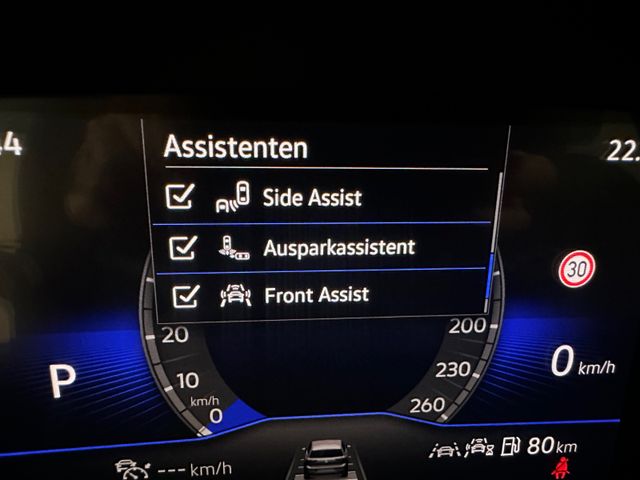 Assistenten
22.
Side Assist
Ausparkassistent
30
Front Assist
20
200
P
10
230
0 km/h
km/h
0
260
80 km
--- km/h